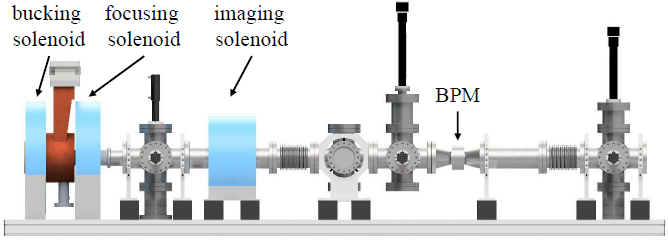 bucking
solenoid
focusing
solenoid
imaging
solenoid
BPM